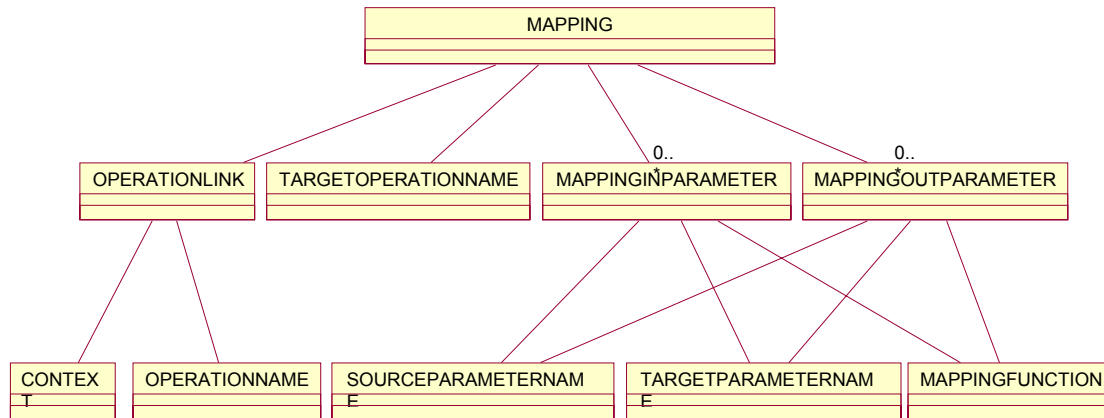 MAPPING
0..
*
0..
*
OPERATIONLINK
TARGETOPERATIONNAME
MAPPINGINPARAMETER
MAPPINGOUTPARAMETER
CONTEX
T
OPERATIONNAME
SOURCEPARAMETERNAM
E
TARGETPARAMETERNAM
E
MAPPINGFUNCTION